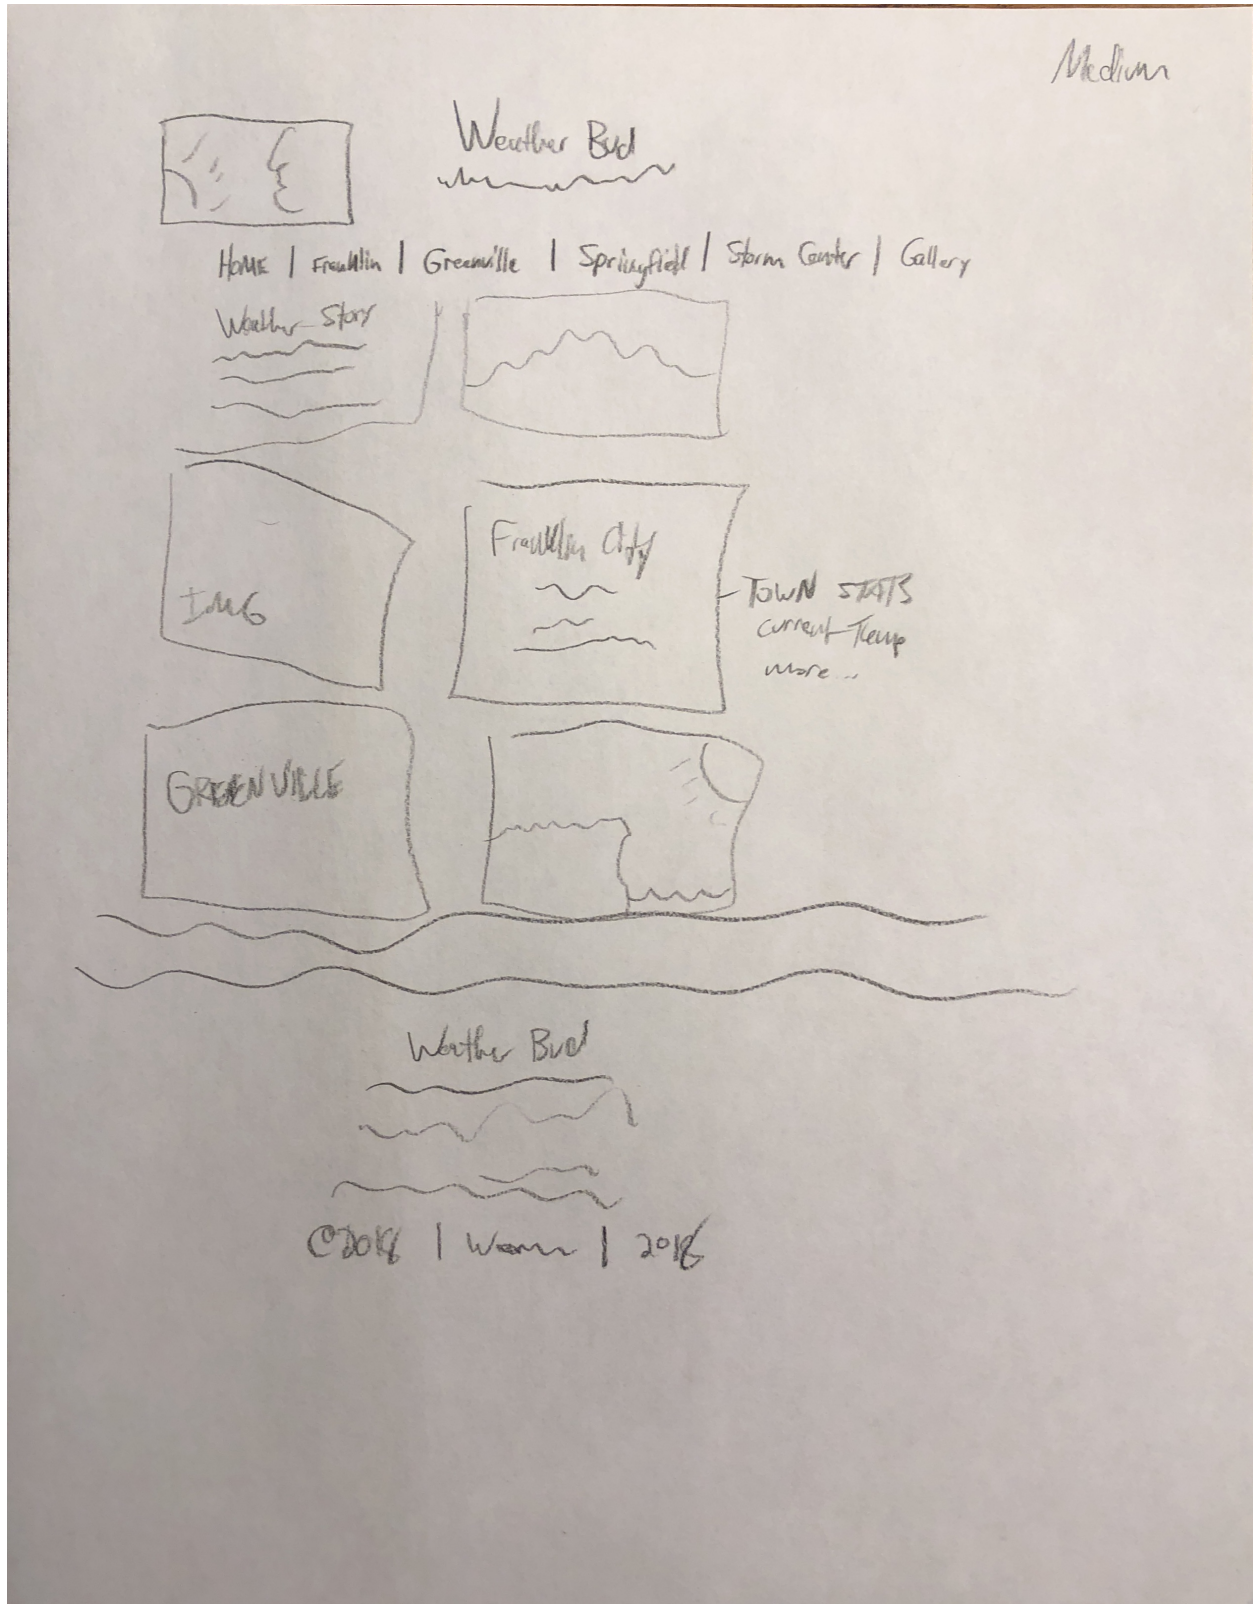 Medium
Weather Bud
HOME | Franklin | Greenville | Springfield | Storm Center | Gallery
Weather Story
IMG
Franklin City
TOWN STATS
current Temp
more...
GREENVILLE
Weather Bud
©2018 | | 2018